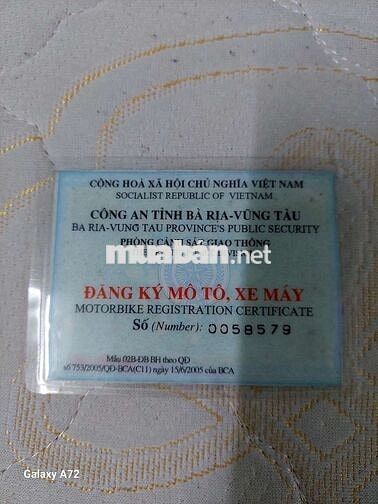 CỘNG HOÀ XÃ HỘI CHỦ NGHĨA VIỆT NAM
SOCIALIST REPUBLIC OF VIETNAM
CÔNG AN TỈNH BÀ RỊA-VŨNG TÀU
BA RIA-VUNG TAU PROVINCE'S PUBLIC SECURITY
PHÒNG CẢNH SÁT GIAO THÔNG
muaban.net
ĐĂNG KÝ MÔ TÔ, XE MÁY
MOTORBIKE REGISTRATION CERTIFICATE
Số (Number): 0058579
Mẫu 02B-ĐB BH theo QĐ
số 753/2005/QĐ-BCA(C11) ngày 15/6/2005 của BCA
Galaxy A72